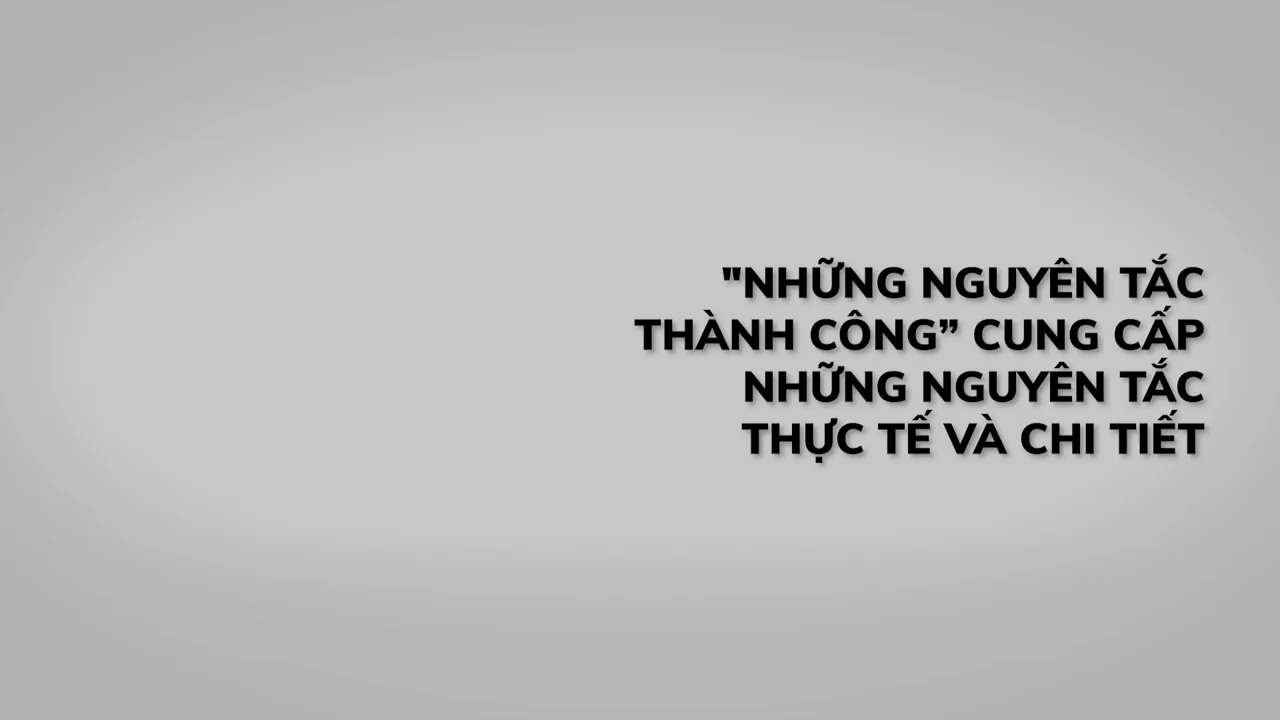 "NHỮNG NGUYÊN TẮC
THÀNH CÔNG” CUNG CẤP
NHỮNG NGUYÊN TẮC
THỰC TẾ VÀ CHI TIẾT